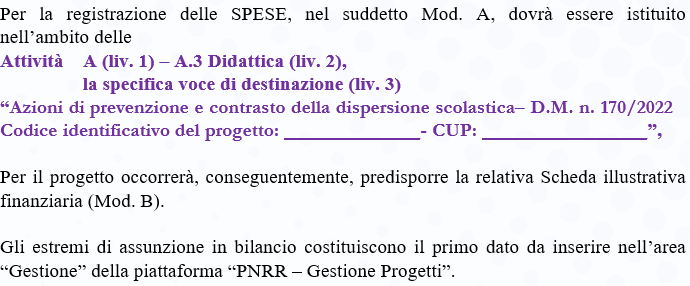 Per la registrazione delle SPESE, nel suddetto Mod. A, dovrà essere istituito
nell’ambito delle
Attività A (liv. 1) – A.3 Didattica (liv. 2),
la specifica voce di destinazione (liv. 3)
“Azioni di prevenzione e contrasto della dispersione scolastica– D.M. n. 170/2022
Codice identificativo del progetto: ______________- CUP: _________________”,
Per il progetto occorrerà, conseguentemente, predisporre la relativa Scheda illustrativa
finanziaria (Mod. B).
Gli estremi di assunzione in bilancio costituiscono il primo dato da inserire nell’area
“Gestione” della piattaforma “PNRR – Gestione Progetti”.